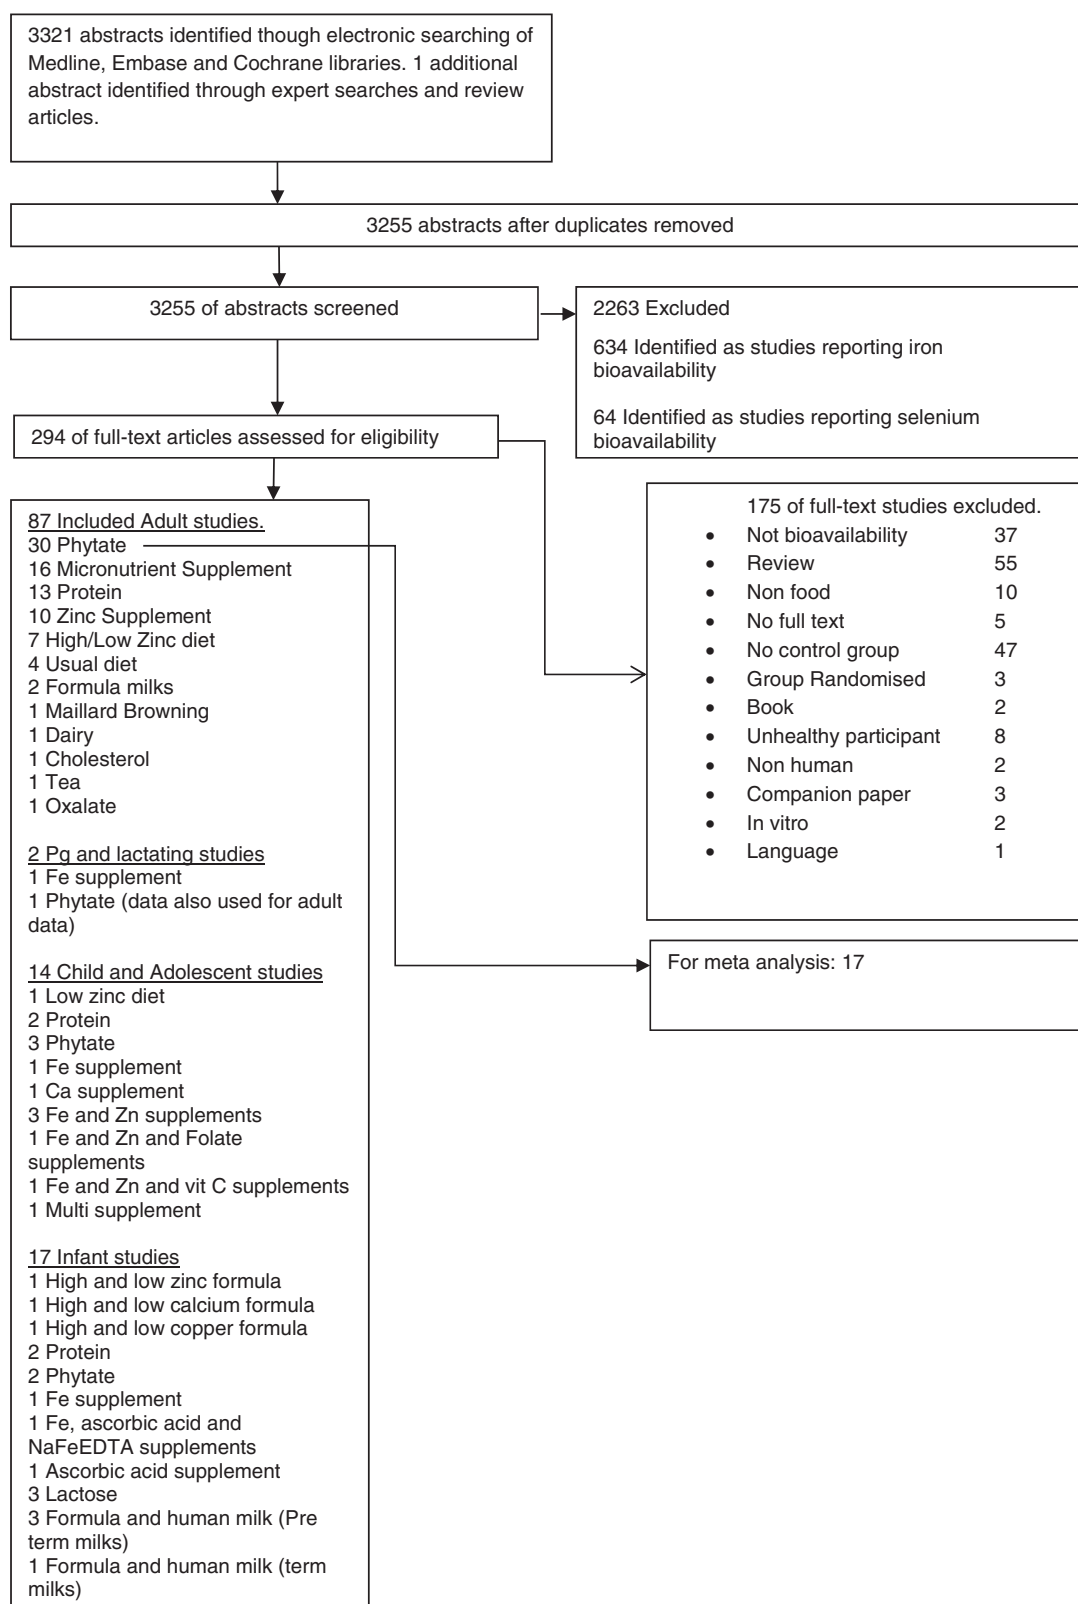 3321 abstracts identified though electronic searching of
Medline, Embase and Cochrane libraries. 1 additional
abstract identified through expert searches and review
articles.
3255 abstracts after duplicates removed
3255 of abstracts screened
2263 Excluded
634 Identified as studies reporting iron
bioavailability
64 Identified as studies reporting selenium
bioavailability
294 of full-text articles assessed for eligibility
175 of full-text studies excluded.
• Not bioavailability 37
• Review 55
• Non food 10
• No full text 5
• No control group 47
• Group Randomised 3
• Book 2
• Unhealthy participant 8
• Non human 2
• Companion paper 3
• In vitro 2
• Language 1
87 Included Adult studies.
30 Phytate
16 Micronutrient Supplement
13 Protein
10 Zinc Supplement
7 High/Low Zinc diet
4 Usual diet
2 Formula milks
1 Maillard Browning
1 Dairy
1 Cholesterol
1 Tea
1 Oxalate
2 Pg and lactating studies
1 Fe supplement
1 Phytate (data also used for adult
data)
14 Child and Adolescent studies
1 Low zinc diet
2 Protein
3 Phytate
1 Fe supplement
1 Ca supplement
3 Fe and Zn supplements
1 Fe and Zn and Folate
supplements
1 Fe and Zn and vit C supplements
1 Multi supplement
17 Infant studies
1 High and low zinc formula
1 High and low calcium formula
1 High and low copper formula
2 Protein
2 Phytate
1 Fe supplement
1 Fe, ascorbic acid and
NaFeEDTA supplements
1 Ascorbic acid supplement
3 Lactose
3 Formula and human milk (Pre
term milks)
1 Formula and human milk (term
milks)
For meta analysis: 17